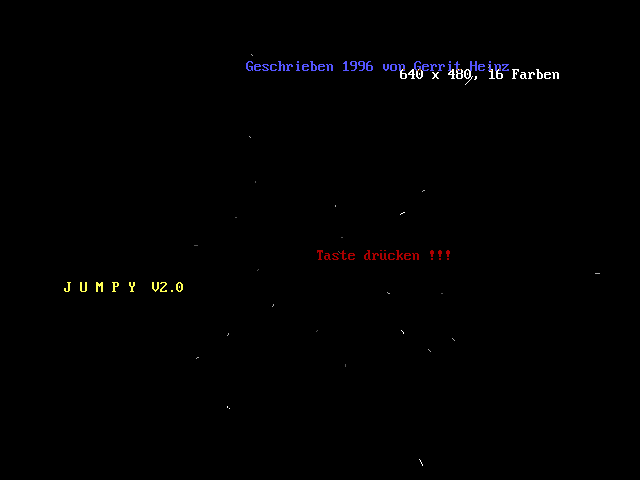 Geschrieben 1996 von Gerrit Heinz
640 x 480, 16 Farben
Taste drücken !!!
J U M P Y  V2.0